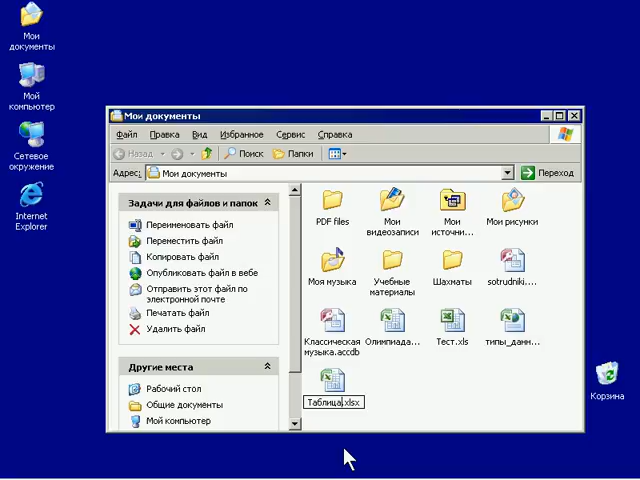 Мои
документы
Мой
компьютер
Сетевое
окружение
Internet
Explorer
Мои документы
Файл Правка Вид Избранное Сервис Справка
Назад Поиск Папки
Адрес: Мои документы Переход
Задачи для файлов и папок
Переименовать файл
Переместить файл
Копировать файл
Опубликовать файл в вебе
Отправить этот файл по
электронной почте
Печатать файл
Удалить файл
Другие места
Рабочий стол
Общие документы
Мой компьютер
PDF files
Мои
видеозаписи
Мои
источни...
Мои рисунки
Моя музыка
Учебные
материалы
Шахматы
sotrudniki,...
Классическая
музыка.accdb
Олимпиада...
Тест.xls
типы_данн...
Таблица.xlsx
Корзина